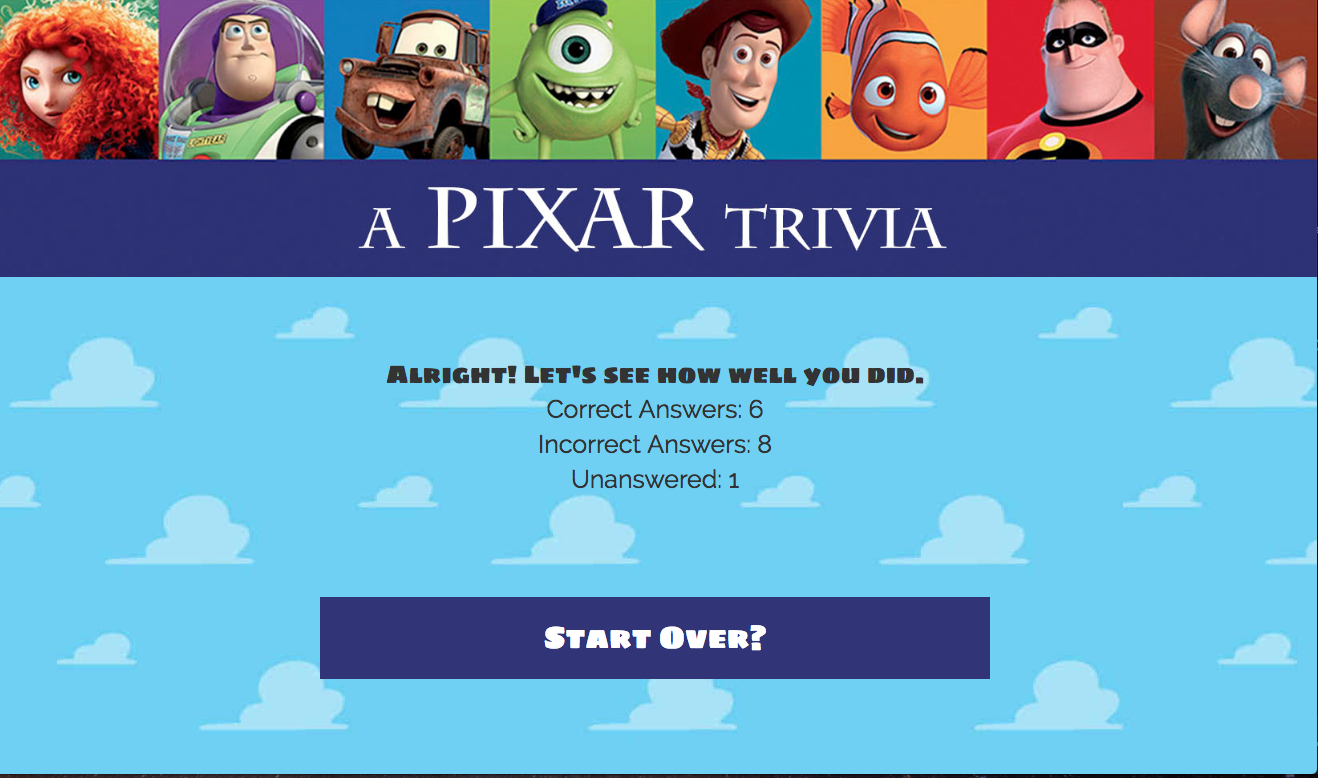 A PIXAR TRIVIA
Alright! Let's see how well you did.
Correct Answers: 6
Incorrect Answers: 8
Unanswered: 1
Start Over?